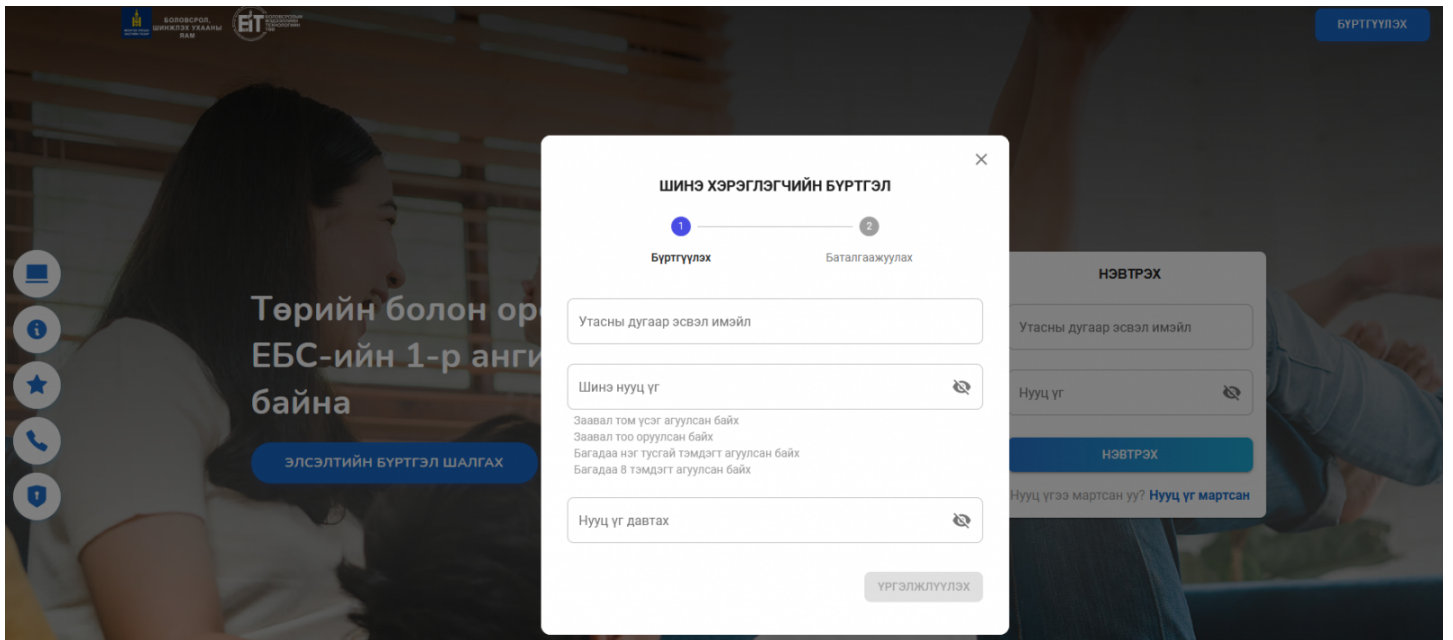 БОЛОВСРОЛ,
ШИНЖЛЭХ УХААНЫ
ЯАМ
EIT
БҮРТГҮҮЛЭХ
ШИНЭ ХЭРЭГЛЭГЧИЙН БҮРТГЭЛ
1
2
Бүртгүүлэх
Баталгаажуулах
Төрийн болон ор
ЕБС-ийн 1-р анги
байна
ЭЛСЭЛТИЙН БҮРТГЭЛ ШАЛГАХ
Утасны дугаар эсвэл имэйл
Шинэ нууц үг
Заавал том үсэг агуулсан байх
Заавал тоо оруулсан байх
Багадаа нэг тусгай тэмдэгт агуулсан байх
Багадаа 8 тэмдэгт агуулсан байх
Нууц үг давтах
ҮРГЭЛЖЛҮҮЛЭХ
НЭВТРЭХ
Утасны дугаар эсвэл имэйл
Нууц үг
НЭВТРЭХ
Нууц үгээ мартсан уу? Нууц үг мартсан